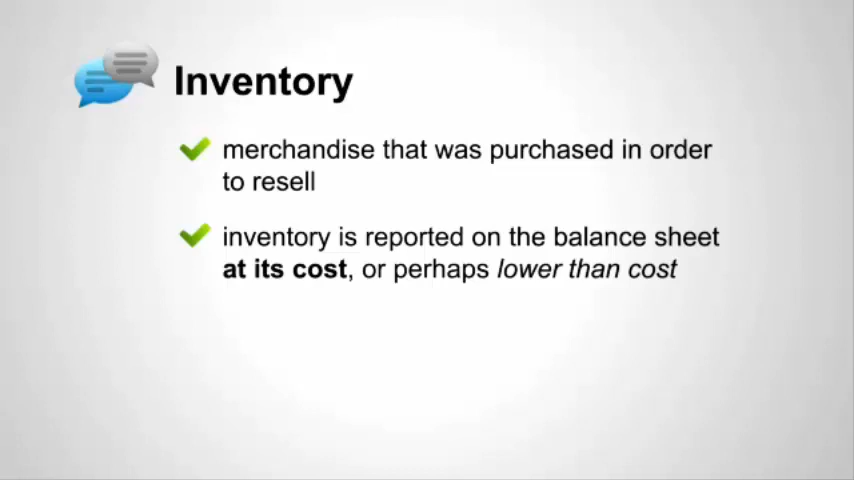 Inventory
merchandise that was purchased in order
to resell
inventory is reported on the balance sheet
at its cost, or perhaps lower than cost